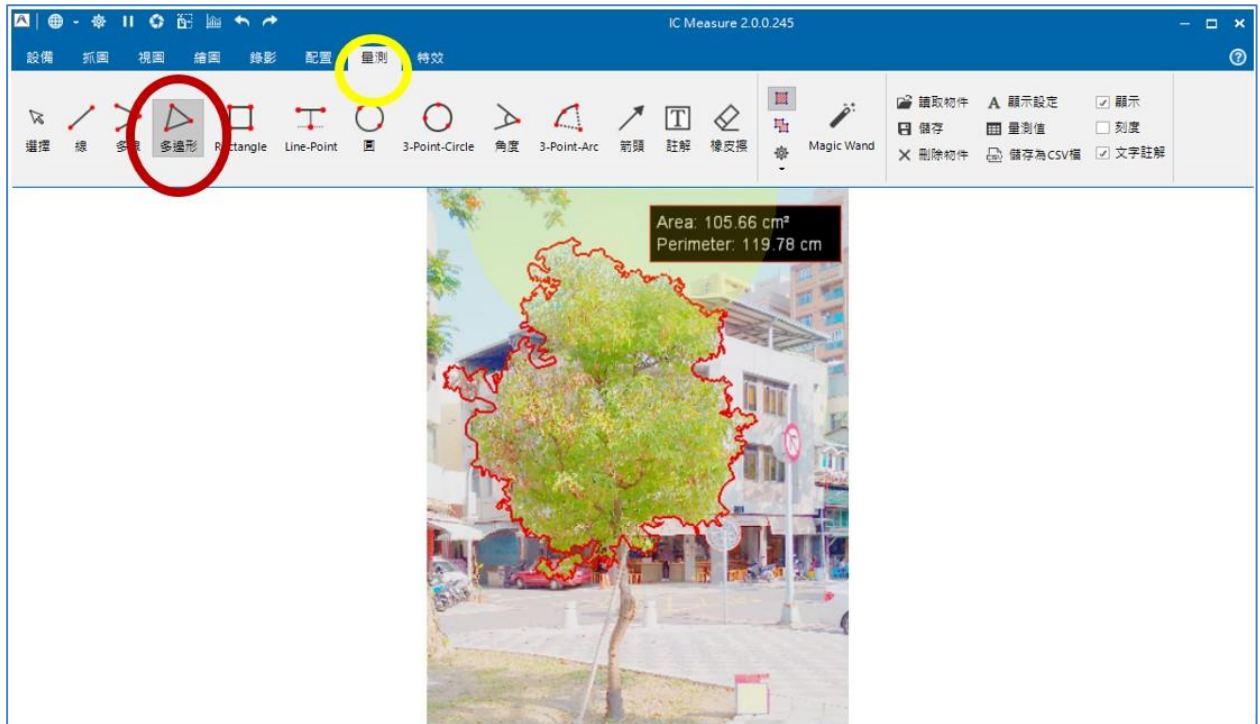 IC Measure 2.0.0.245
設備 抓圖 視圖 繪圖 錄影 配置 量測 特效
選擇 線 多線 多邊形 Rectangle Line-Point 圓 3-Point-Circle 角度 3-Point-Arc 箭頭 註解 橡皮擦 Magic Wand
讀取物件 A 顯示設定 顯示
儲存 量測值 刻度
刪除物件 儲存為CSV檔 文字註解
Area: 105.66 cm²
Perimeter: 119.78 cm